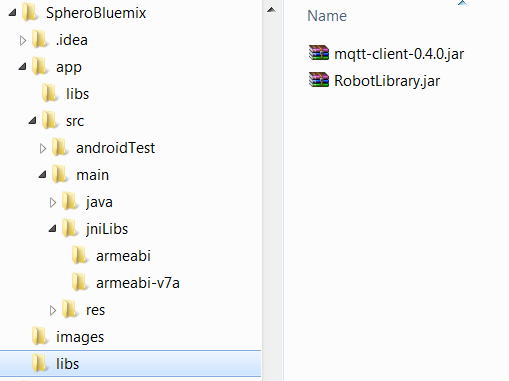 SpheroBluemix
.idea
app
libs
src
androidTest
main
java
jniLibs
armeabi
armeabi-v7a
res
images
libs
Name
mqtt-client-0.4.0.jar
RobotLibrary.jar